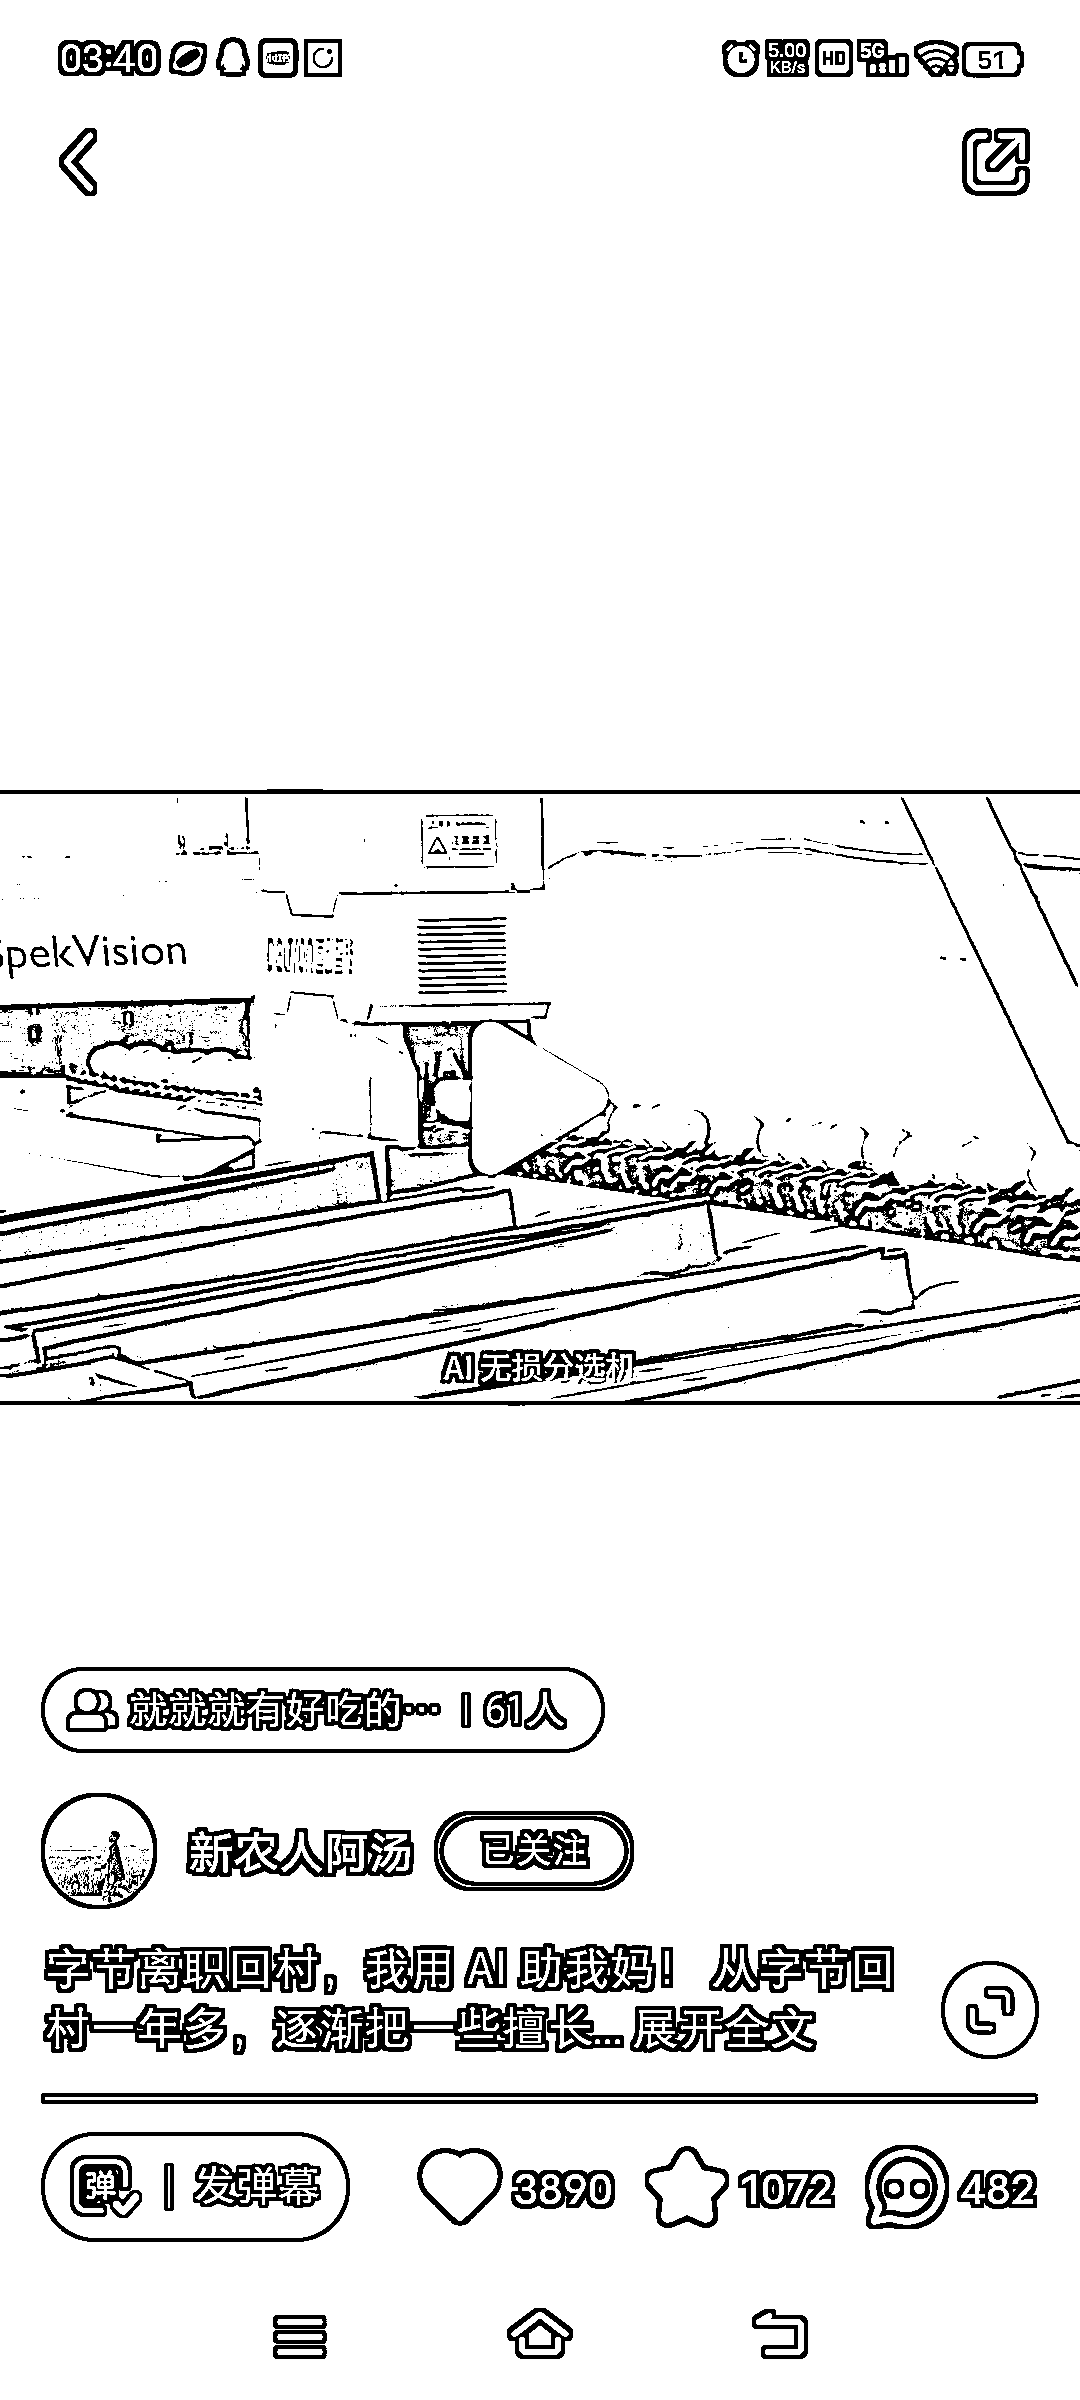 03:40
5.00 KB/s HD 5G 51
SpekVision
AI 无损分选机
就就就有好吃的… | 61人
新农人阿汤 已关注
字节离职回村，我用 AI 助我妈！ 从字节回
村一年多，逐渐把一些擅长... 展开全文
弹 | 发弹幕 3890 1072 482